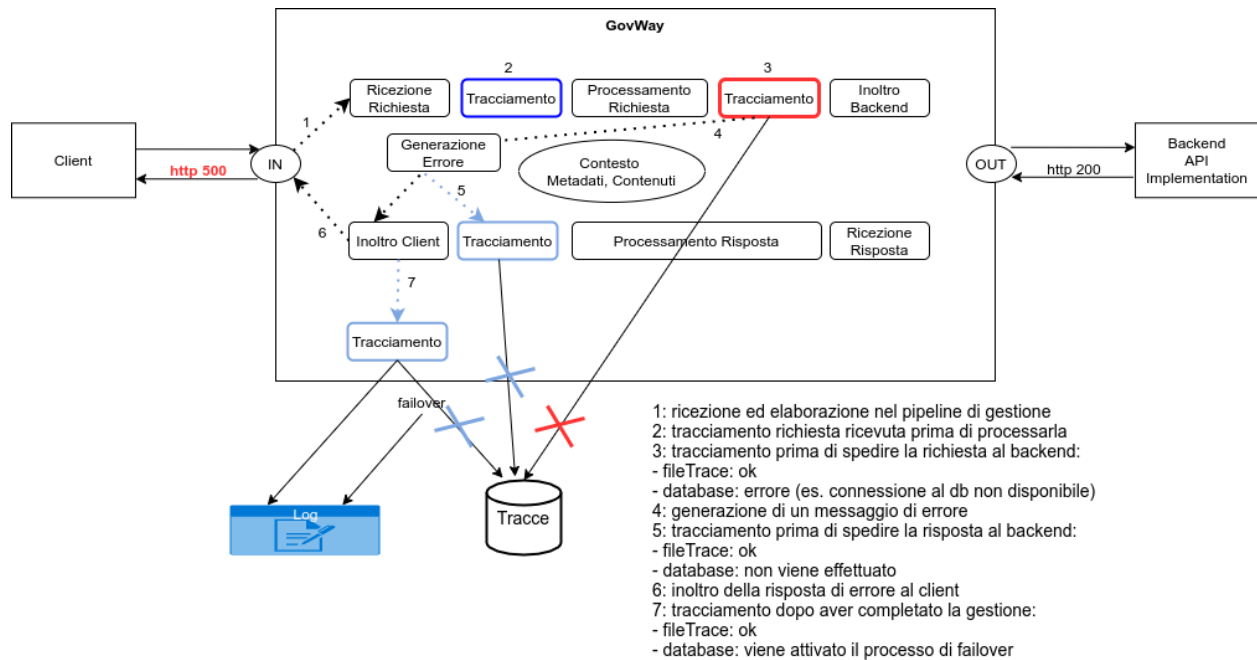 GovWay
2
3
Ricezione
Richiesta
Tracciamento
Processamento
Richiesta
Tracciamento
Inoltro
Backend
1
4
Client
http 500
IN
Generazione
Errore
Contesto
Metadati, Contenuti
OUT
http 200
Backend
API
Implementation
5
6
Inoltro Client
Tracciamento
Processamento Risposta
Ricezione
Risposta
7
Tracciamento
failover
Log
Tracce
1: ricezione ed elaborazione nel pipeline di gestione
2: tracciamento richiesta ricevuta prima di processarla
3: tracciamento prima di spedire la richiesta al backend:
- fileTrace: ok
- database: errore (es. connessione al db non disponibile)
4: generazione di un messaggio di errore
5: tracciamento prima di spedire la risposta al backend:
- fileTrace: ok
- database: non viene effettuato
6: inoltro della risposta di errore al client
7: tracciamento dopo aver completato la gestione:
- fileTrace: ok
- database: viene attivato il processo di failover